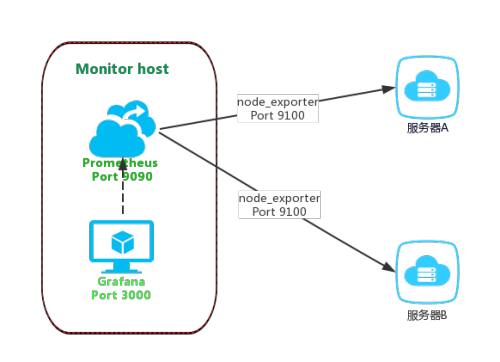 Monitor host
node_exporter
Port 9100
服务器A
Prometheus
Port 9090
node_exporter
Port 9100
Grafana
Port 3000
服务器B